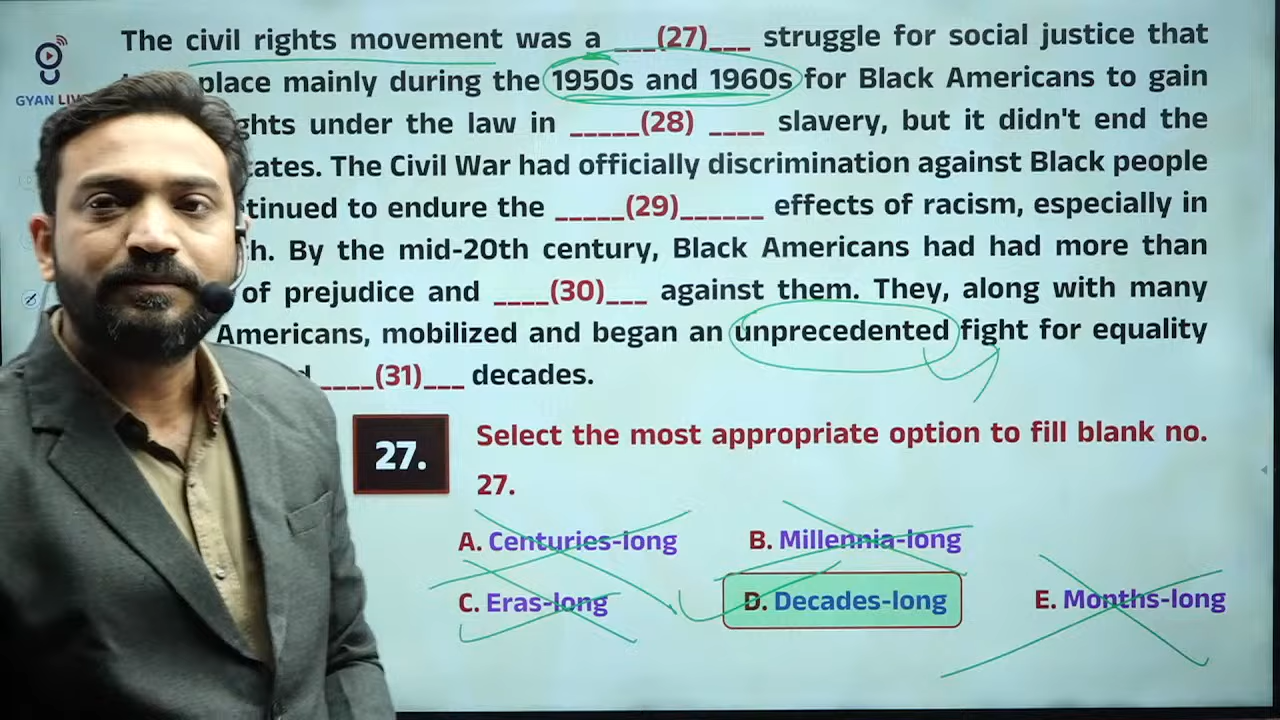 The civil rights movement was a ___(27)___ struggle for social justice that
place mainly during the 1950s and 1960s for Black Americans to gain
GYAN LIV
ghts under the law in _____(28) ____ slavery, but it didn't end the
tates. The Civil War had officially discrimination against Black people
tinued to endure the _____(29)______ effects of racism, especially in
h. By the mid-20th century, Black Americans had had more than
of prejudice and ____(30)___ against them. They, along with many
Americans, mobilized and began an unprecedented fight for equality
____(31)___ decades.
27.
Select the most appropriate option to fill blank no.
27.
A. Centuries-long
B. Millennia-long
C. Eras-long
D. Decades-long
E. Months-long